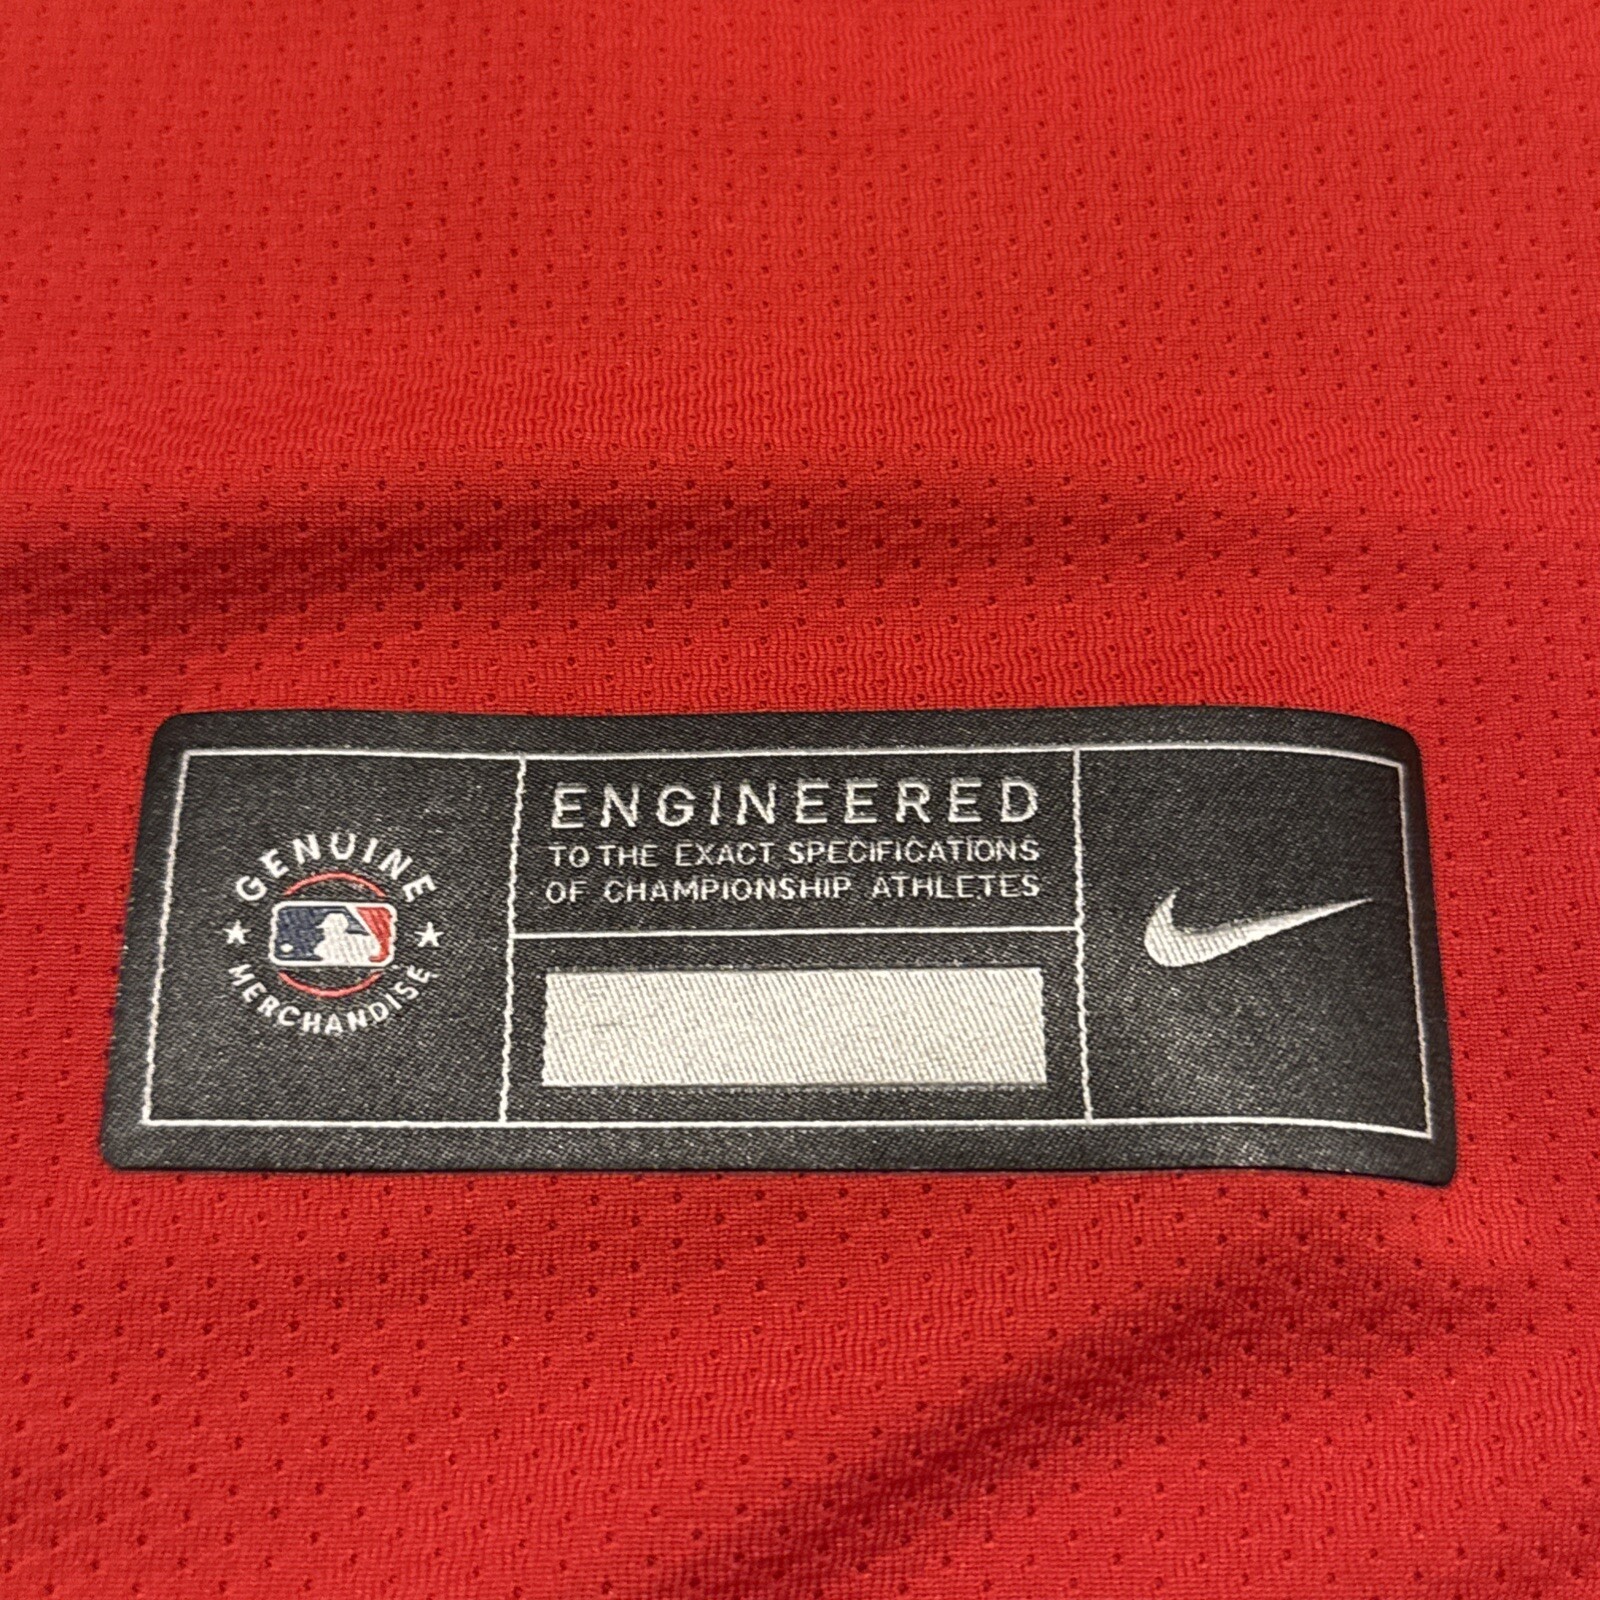 GENUINE
MERCHANDISE
ENGINEERED
TO THE EXACT SPECIFICATIONS
OF CHAMPIONSHIP ATHLETES